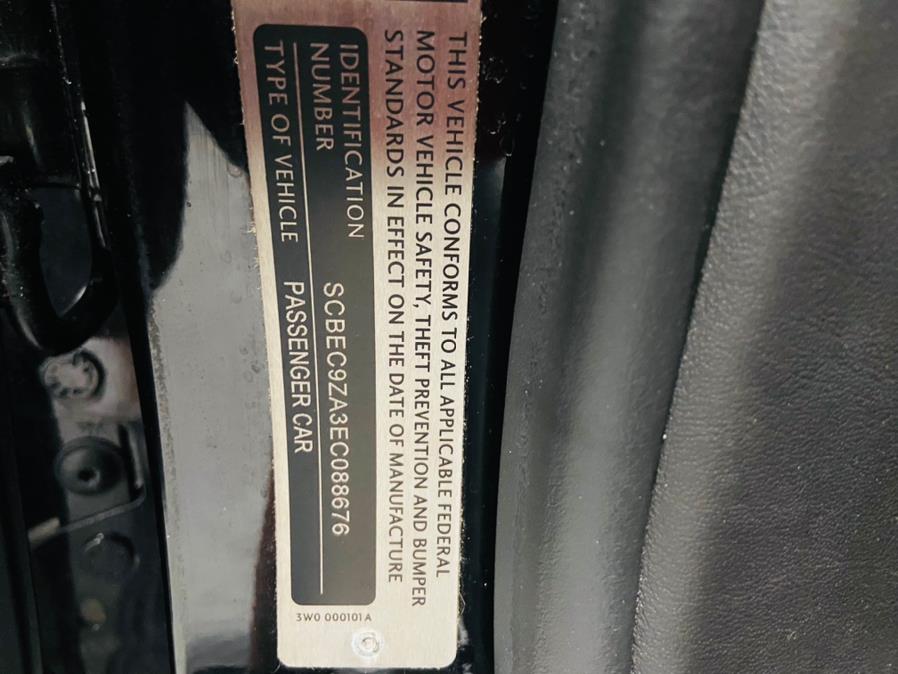 THIS VEHICLE CONFORMS TO ALL APPLICABLE FEDERAL
MOTOR VEHICLE SAFETY, THEFT PREVENTION AND BUMPER
STANDARDS IN EFFECT ON THE DATE OF MANUFACTURE
IDENTIFICATION
NUMBER SCBEC9ZA3EC088676
TYPE OF VEHICLE PASSENGER CAR
3W0 000101A